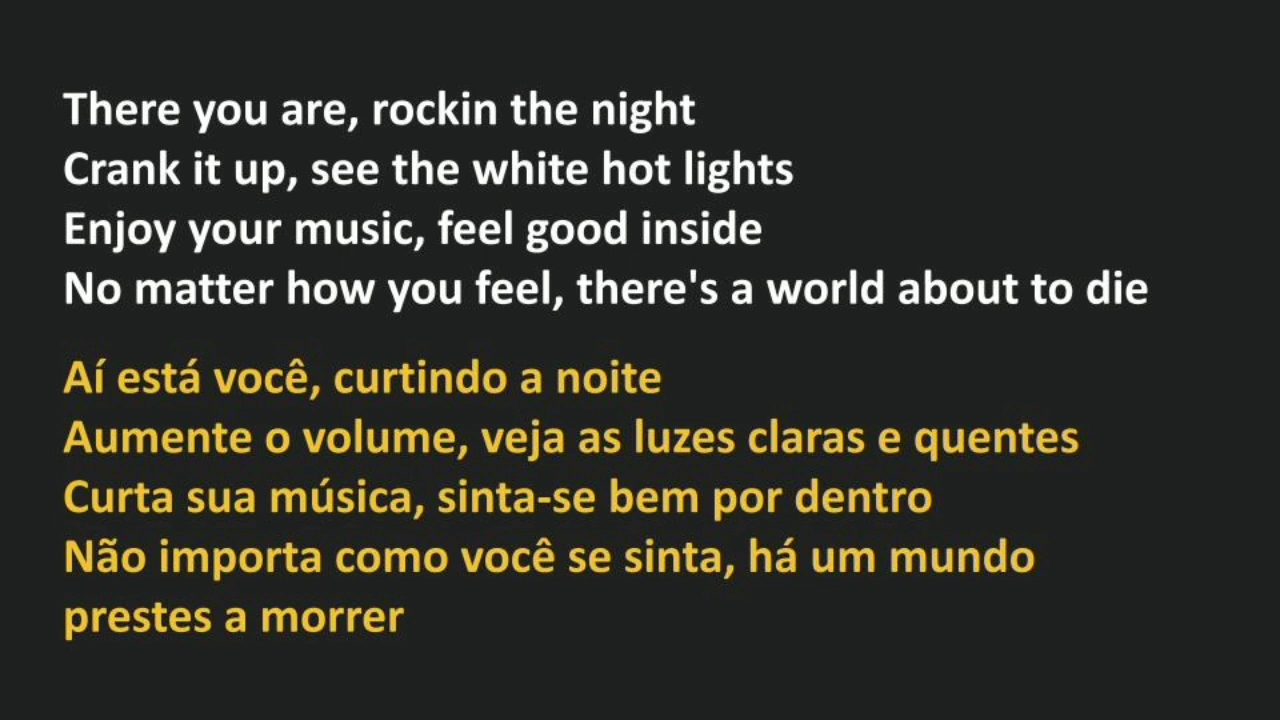 There you are, rockin the night
Crank it up, see the white hot lights
Enjoy your music, feel good inside
No matter how you feel, there's a world about to die
Aí está você, curtindo a noite
Aumente o volume, veja as luzes claras e quentes
Curta sua música, sinta-se bem por dentro
Não importa como você se sinta, há um mundo
prestes a morrer